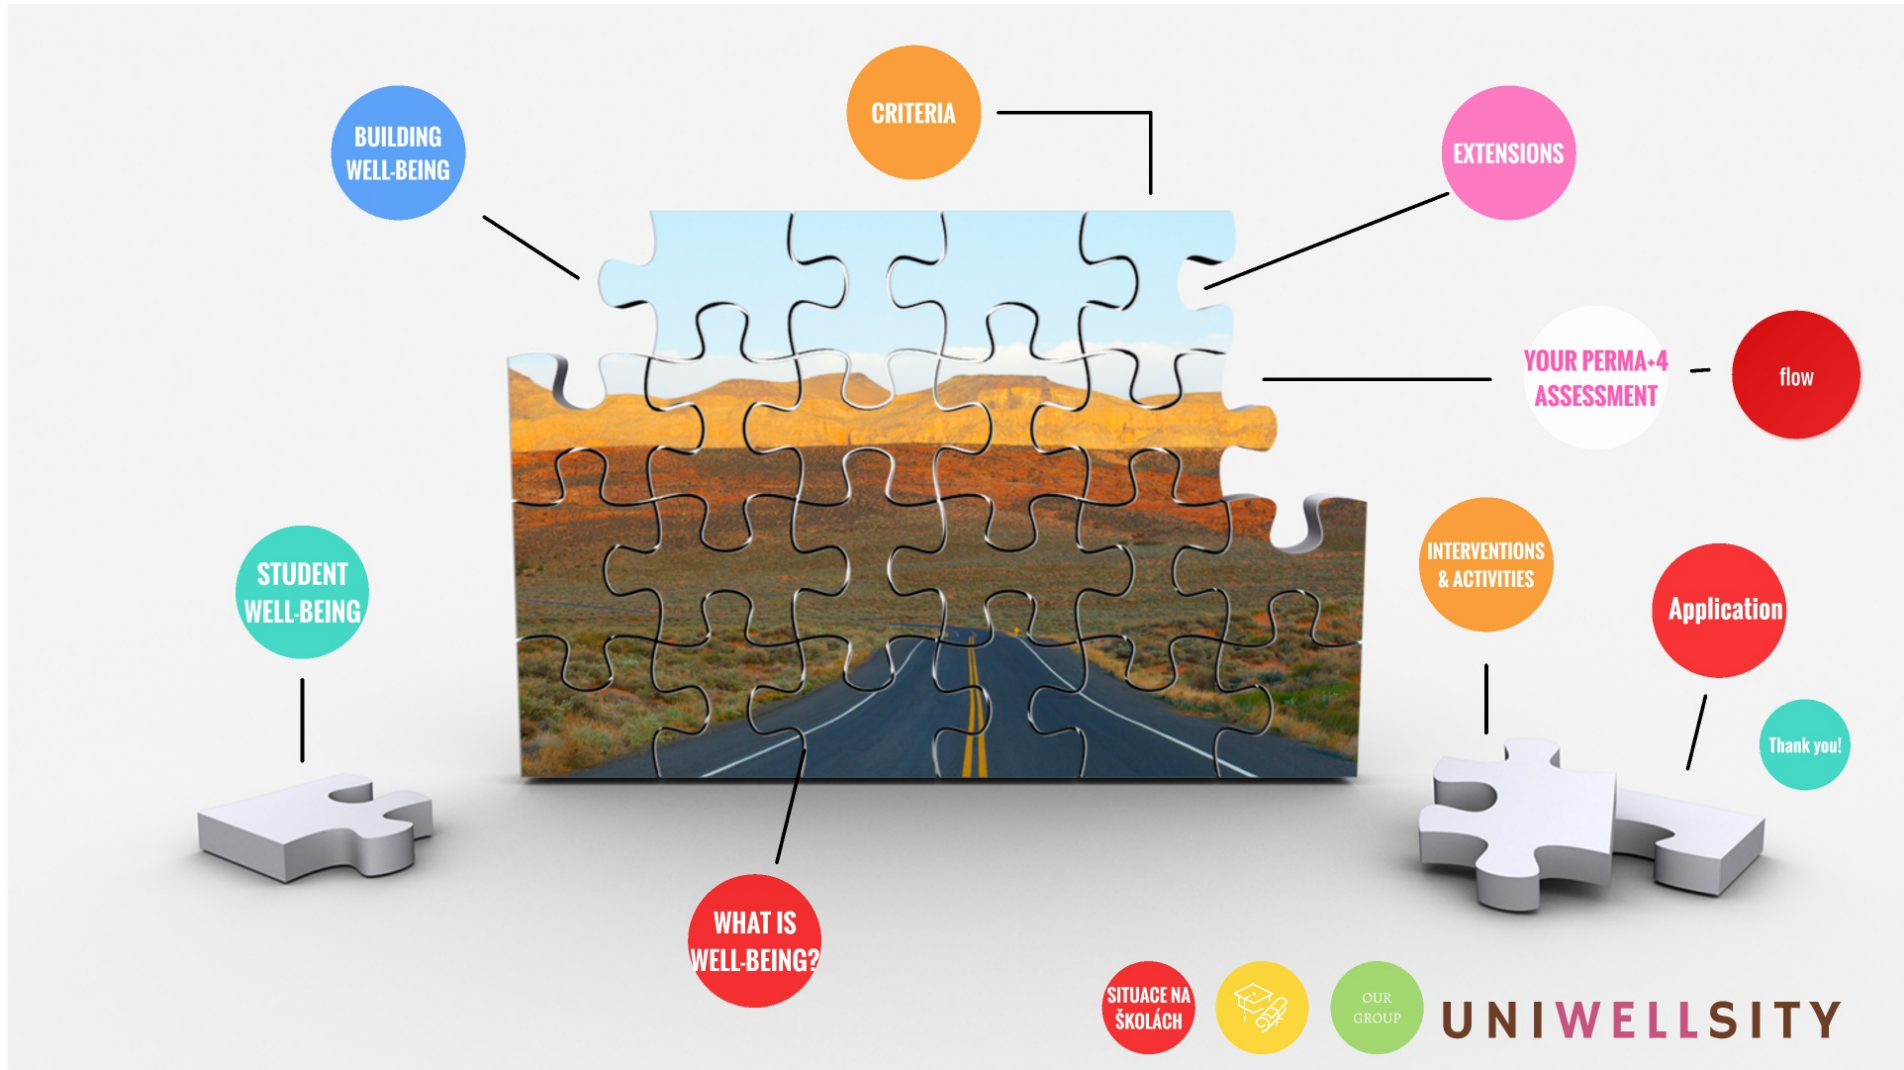 CRITERIA
BUILDING
WELL-BEING
EXTENSIONS
YOUR PERMA+4
ASSESSMENT
flow
INTERVENTIONS
& ACTIVITIES
STUDENT
WELL-BEING
Application
Thank you!
WHAT IS
WELL-BEING?
SITUACE NA
ŠKOLÁCH
OUR
GROUP
UNIWELLSITY